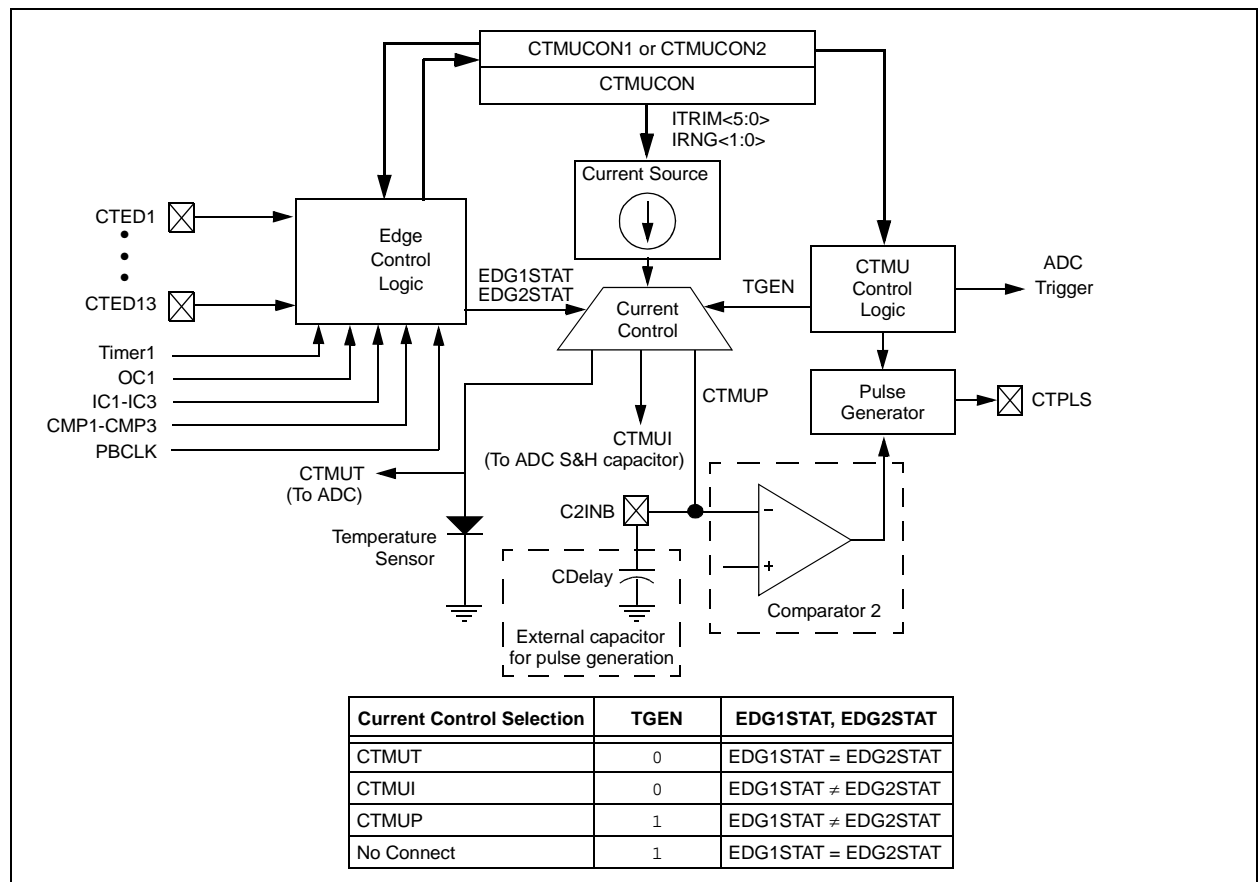 CTMUCON1 or CTMUCON2
CTMUCON
ITRIM<5:0>
IRNG<1:0>
Current Source
CTED1
CTED13
Edge
Control
Logic
EDG1STAT
EDG2STAT
Current
Control
TGEN
CTMU
Control
Logic
ADC
Trigger
Timer1
OC1
IC1-IC3
CMP1-CMP3
PBCLK
CTMUP
Pulse
Generator
CTPLS
CTMUI
(To ADC S&H capacitor)
CTMUT
(To ADC)
C2INB
Temperature
Sensor
CDelay
−
+
Comparator 2
External capacitor
for pulse generation
Current Control Selection TGEN EDG1STAT, EDG2STAT
CTMUT 0 EDG1STAT = EDG2STAT
CTMUI 0 EDG1STAT ≠ EDG2STAT
CTMUP 1 EDG1STAT ≠ EDG2STAT
No Connect 1 EDG1STAT = EDG2STAT